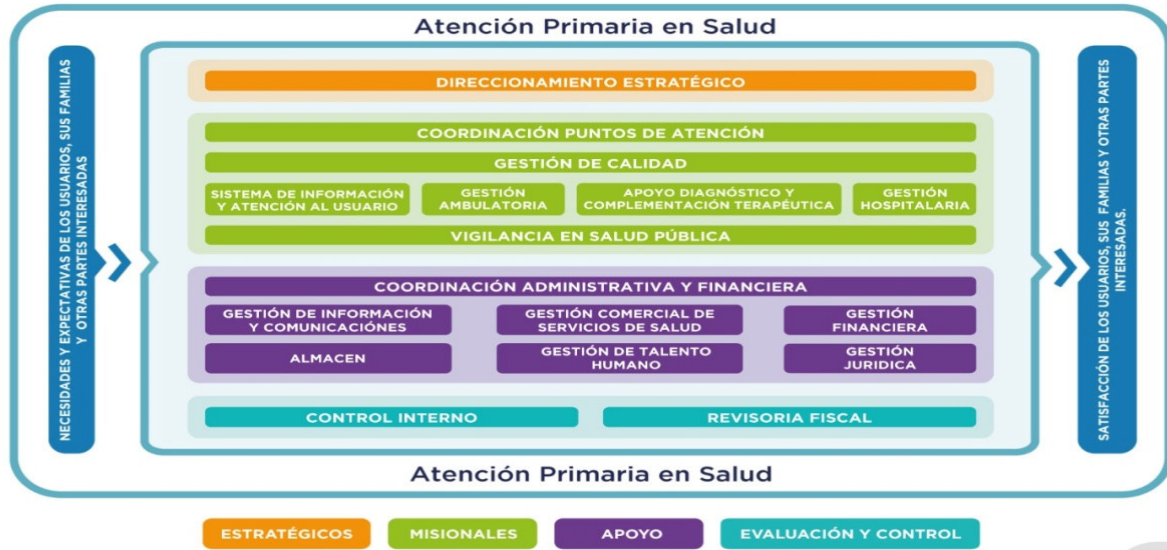 Atención Primaria en Salud
NECESIDADES Y EXPECTATIVAS DE LOS USUARIOS, SUS FAMILIAS
Y OTRAS PARTES INTERESADAS
DIRECCIONAMIENTO ESTRATÉGICO
COORDINACIÓN PUNTOS DE ATENCIÓN
GESTIÓN DE CALIDAD
SISTEMA DE INFORMACIÓN
Y ATENCIÓN AL USUARIO
GESTIÓN
AMBULATORIA
APOYO DIAGNÓSTICO Y
COMPLEMENTACIÓN TERAPÉUTICA
GESTIÓN
HOSPITALARIA
VIGILANCIA EN SALUD PÚBLICA
COORDINACIÓN ADMINISTRATIVA Y FINANCIERA
GESTIÓN DE INFORMACIÓN
Y COMUNICACIÓNES
GESTIÓN COMERCIAL DE
SERVICIOS DE SALUD
GESTIÓN
FINANCIERA
ALMACEN
GESTIÓN DE TALENTO
HUMANO
GESTIÓN
JURIDICA
CONTROL INTERNO
REVISORIA FISCAL
SATISFACCIÓN DE LOS USUARIOS, SUS FAMILIAS Y OTRAS PARTES
INTERESADAS.
Atención Primaria en Salud
ESTRATÉGICOS
MISIONALES
APOYO
EVALUACIÓN Y CONTROL